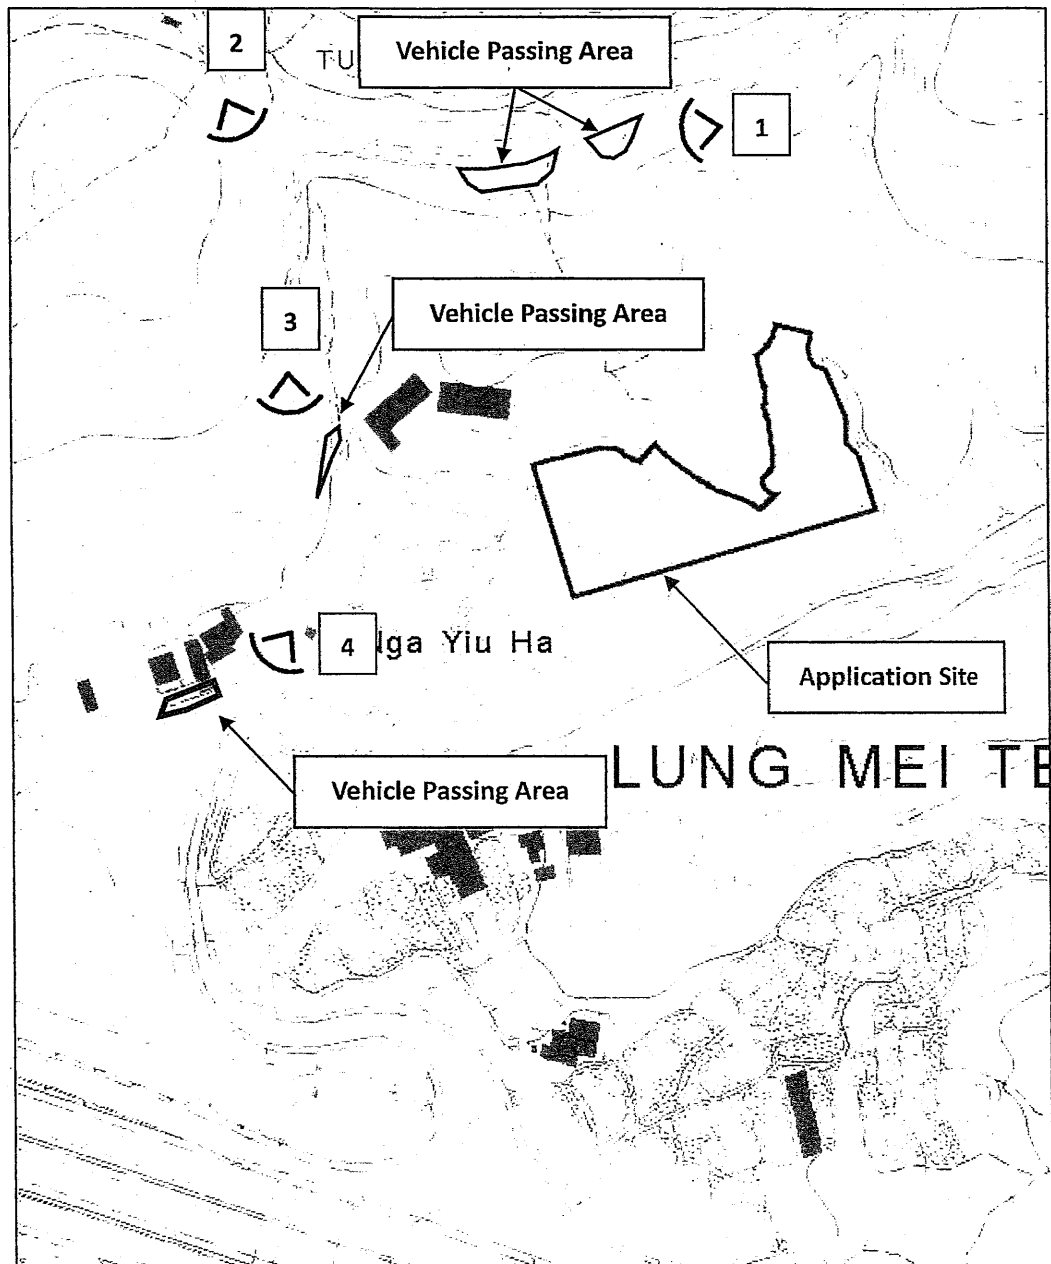 2
TU
Vehicle Passing Area
1
3
Vehicle Passing Area
4
ga Yiu Ha
Application Site
Vehicle Passing Area
LUNG MEI TE